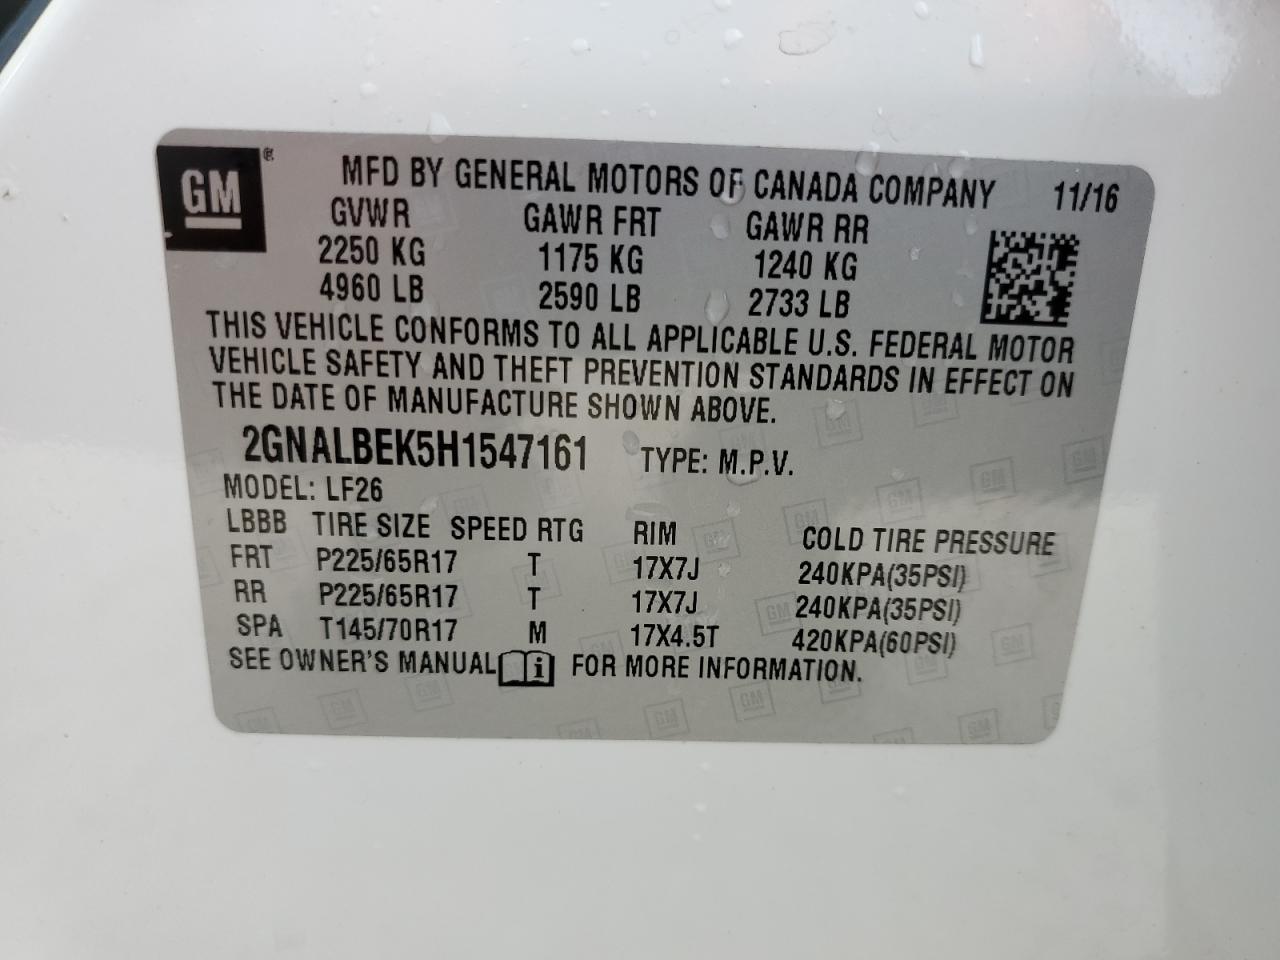 GM
MFD BY GENERAL MOTORS OF CANADA COMPANY 11/16
GVWR GAWR FRT GAWR RR
2250 KG 1175 KG 1240 KG
4960 LB 2590 LB 2733 LB
THIS VEHICLE CONFORMS TO ALL APPLICABLE U.S. FEDERAL MOTOR
VEHICLE SAFETY AND THEFT PREVENTION STANDARDS IN EFFECT ON
THE DATE OF MANUFACTURE SHOWN ABOVE.
2GNALBEK5H1547161 TYPE: M.P.V.
MODEL: LF26
LBBB TIRE SIZE SPEED RTG RIM COLD TIRE PRESSURE
FRT P225/65R17 T 17X7J 240KPA(35PSI)
RR P225/65R17 T 17X7J 240KPA(35PSI)
SPA T145/70R17 M 17X4.5T 420KPA(60PSI)
SEE OWNER'S MANUAL i FOR MORE INFORMATION.